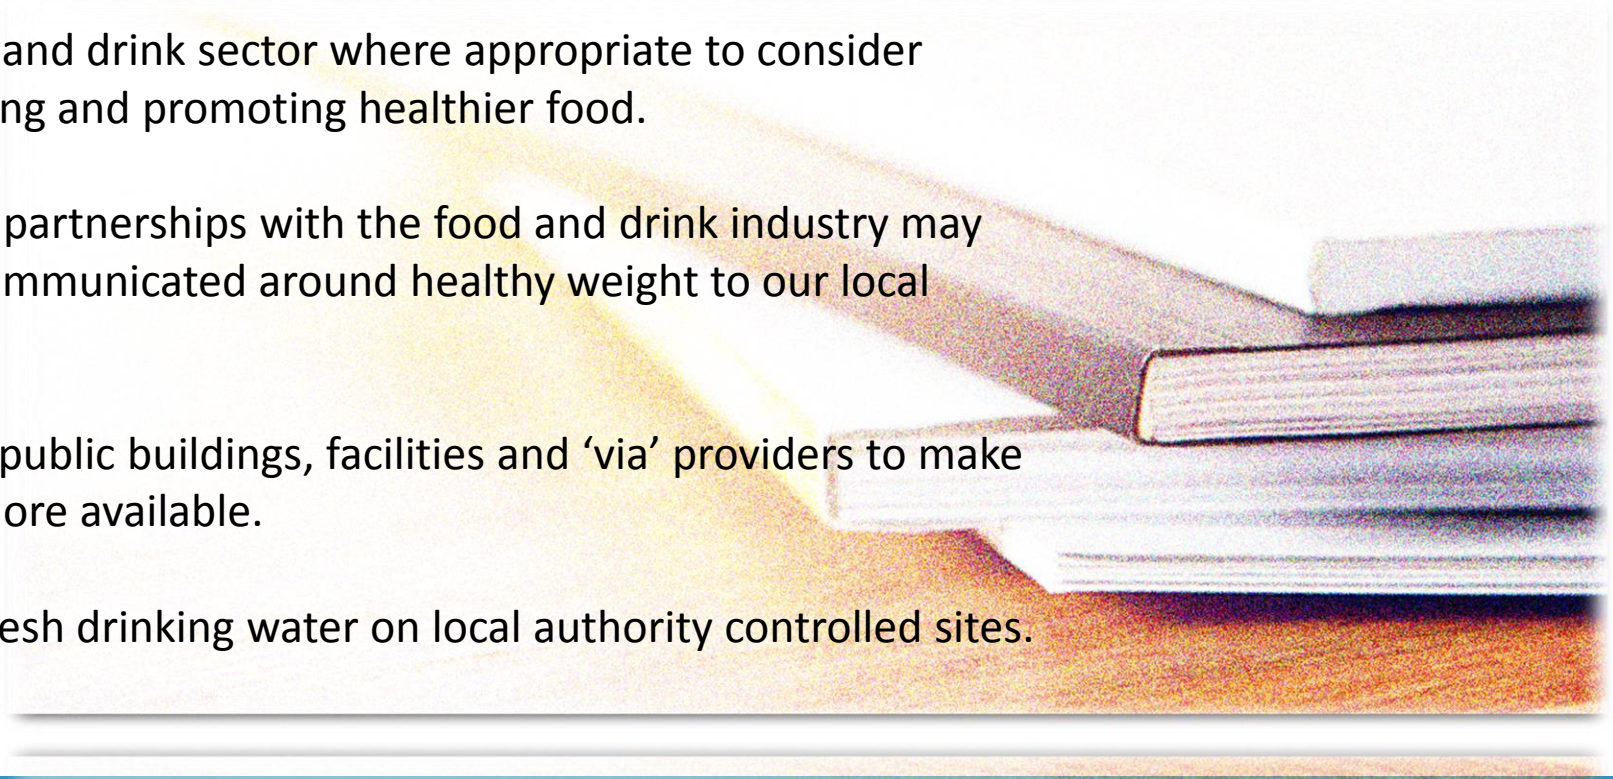 and drink sector where appropriate to consider
ng and promoting healthier food.
partnerships with the food and drink industry may
mmunicated around healthy weight to our local
public buildings, facilities and ‘via’ providers to make
ore available.
esh drinking water on local authority controlled sites.